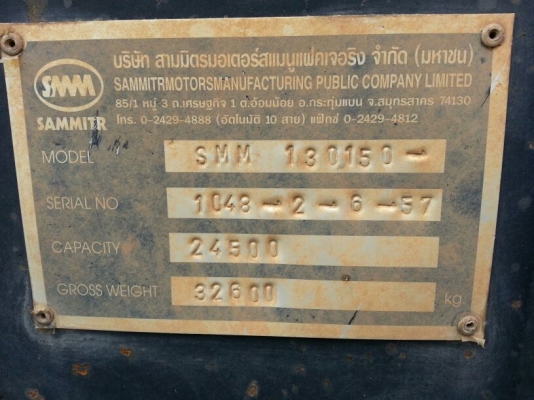 บริษัท สามมิตรมอเตอร์สแมนูแฟคเจอริง จำกัด (มหาชน)
SAMMITRMOTORSMANUFACTURING PUBLIC COMPANY LIMITED
85/1 หมู่ 3 ถ.เศรษฐกิจ 1 ต.อ้อมน้อย อ.กระทุ่มแบน จ.สมุทรสาคร 74130
โทร. 0-2429-4888 (อัตโนมัติ 10 สาย) แฟ็กซ์ 0-2429-4812
SMM
SAMMITR
MODEL SMM 130150-
SERIAL NO 1048-2-6-57
CAPACITY 24500
GROSS WEIGHT 32600 kg